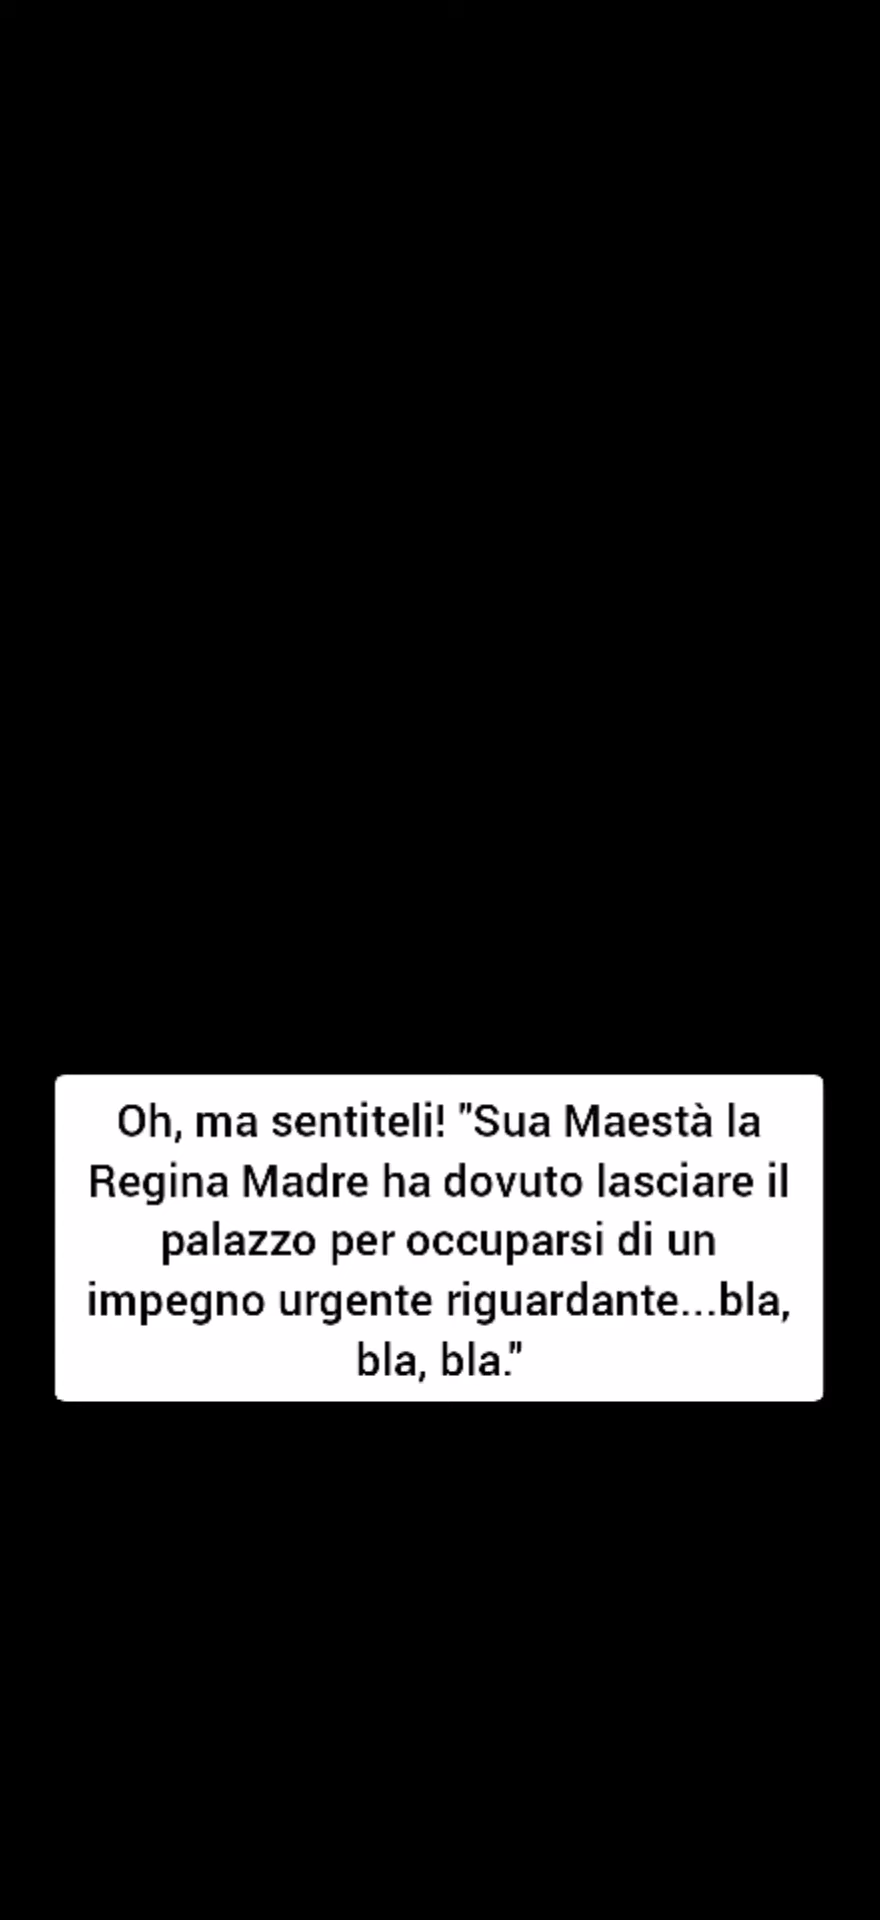 Oh, ma sentiteli! "Sua Maestà la
Regina Madre ha dovuto lasciare il
palazzo per occuparsi di un
impegno urgente riguardante...bla,
bla, bla."